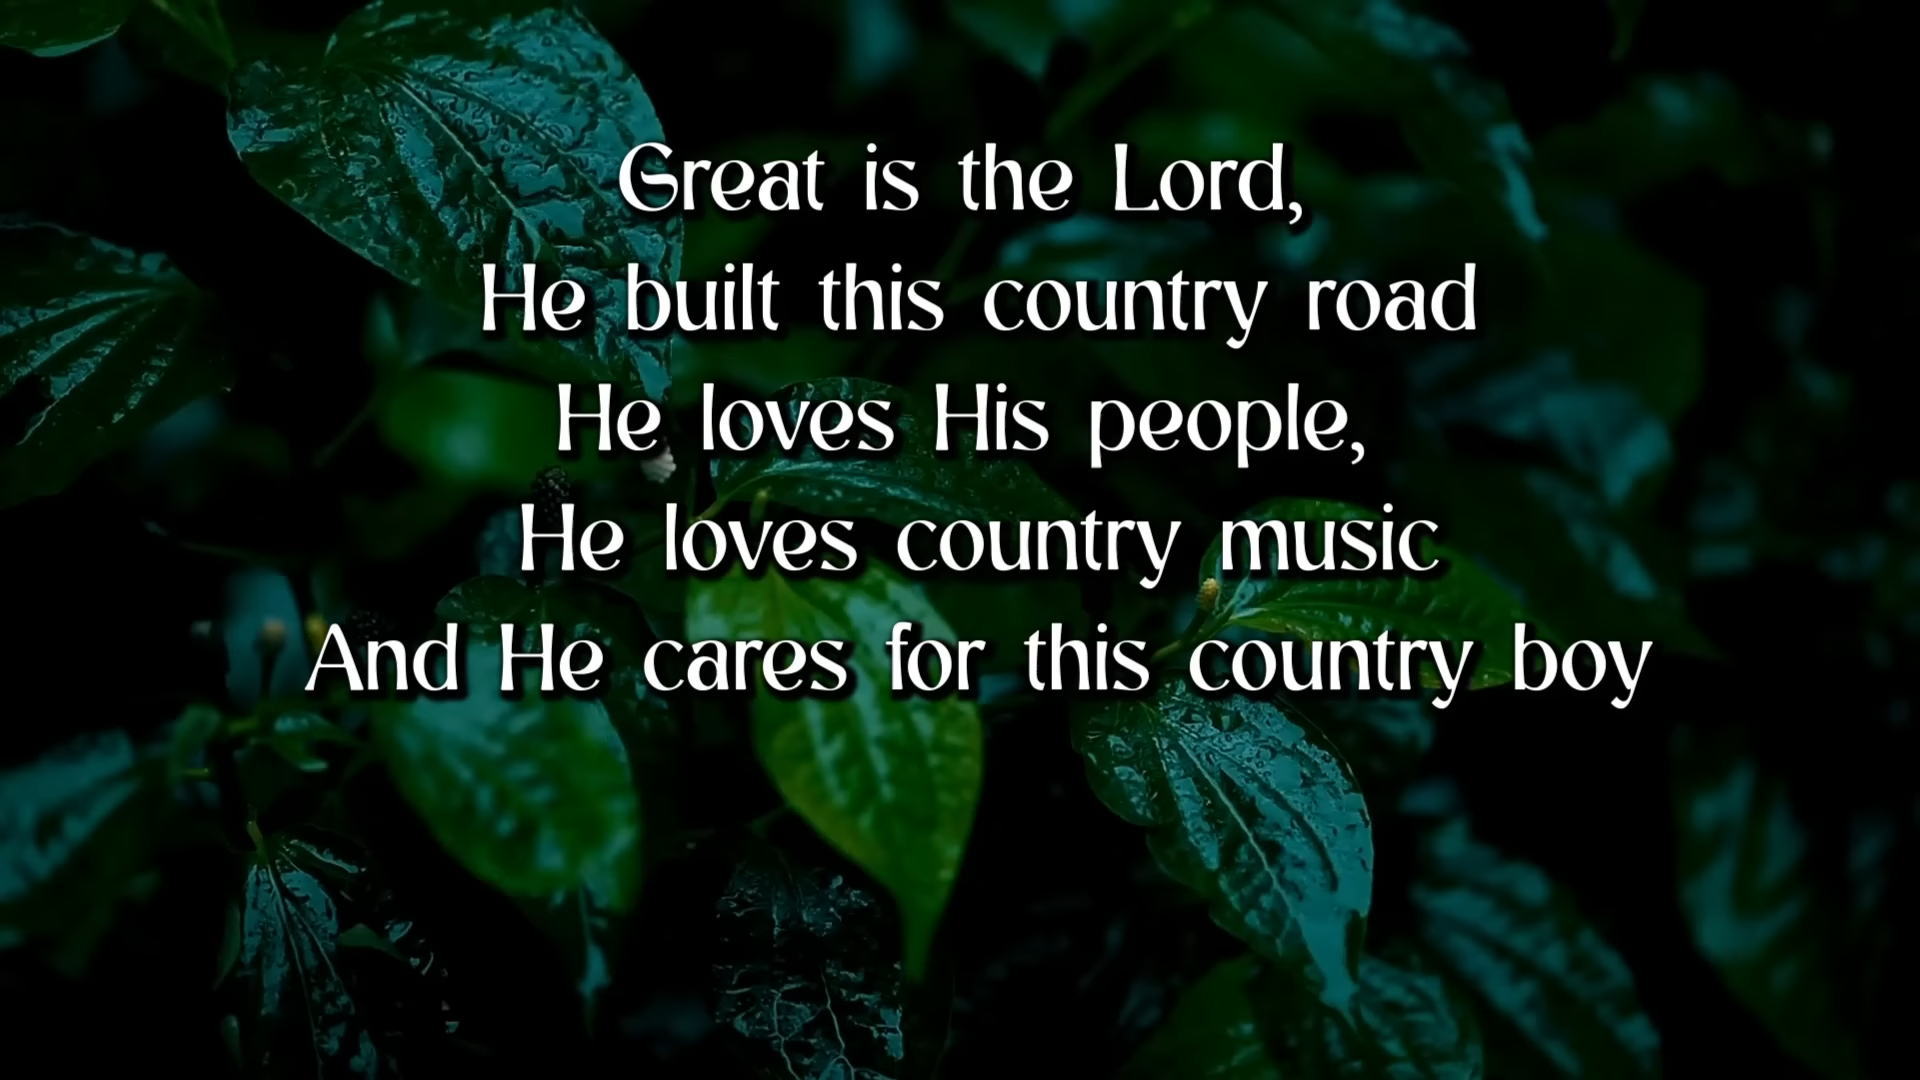 Great is the Lord,
He built this country road
He loves His people,
He loves country music
And He cares for this country boy